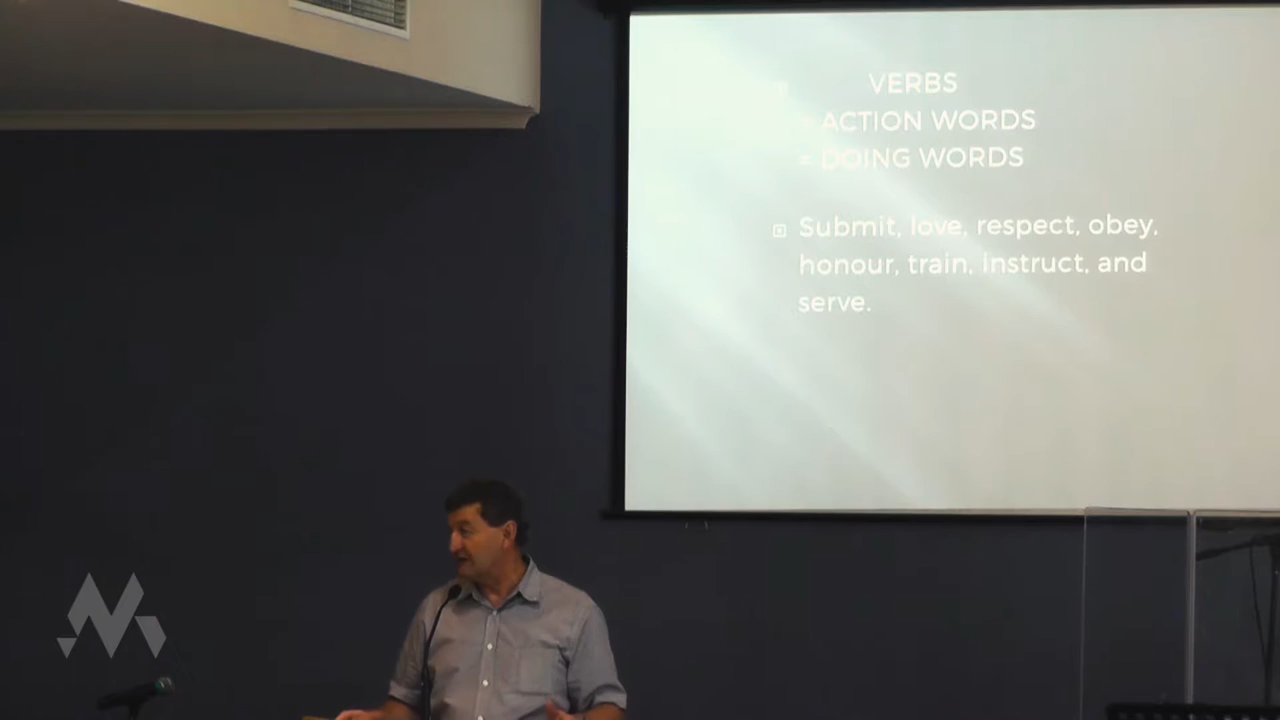 VERBS
= ACTION WORDS
= DOING WORDS
Submit, love, respect, obey,
honour, train, instruct, and
serve.